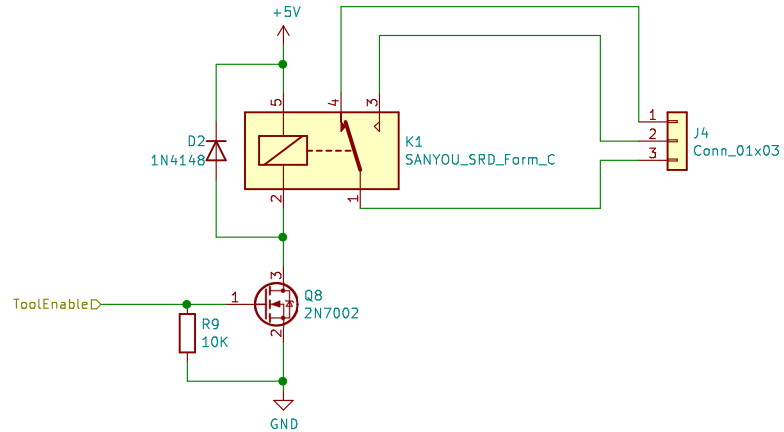 +5V
5
4
3
D2
1N4148
K1
SANYOU_SRD_Form_C
1
2
3
J4
Conn_01x03
2
1
3
ToolEnable
1
Q8
2N7002
2
R9
10K
GND